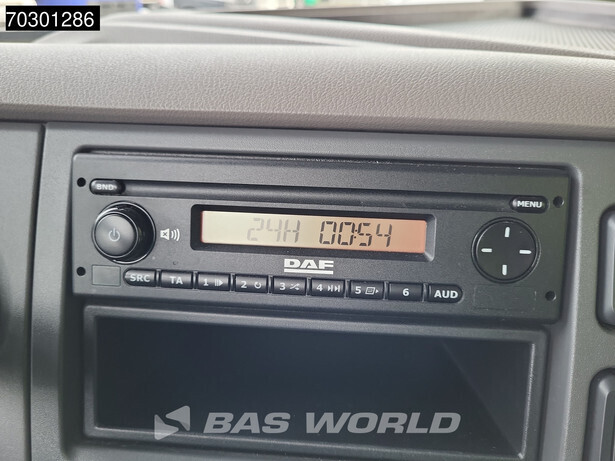 70301286
BND
MENU
24H 00:54
DAF
SRC TA 1 2 3 4 5 6 AUD
BAS WORLD